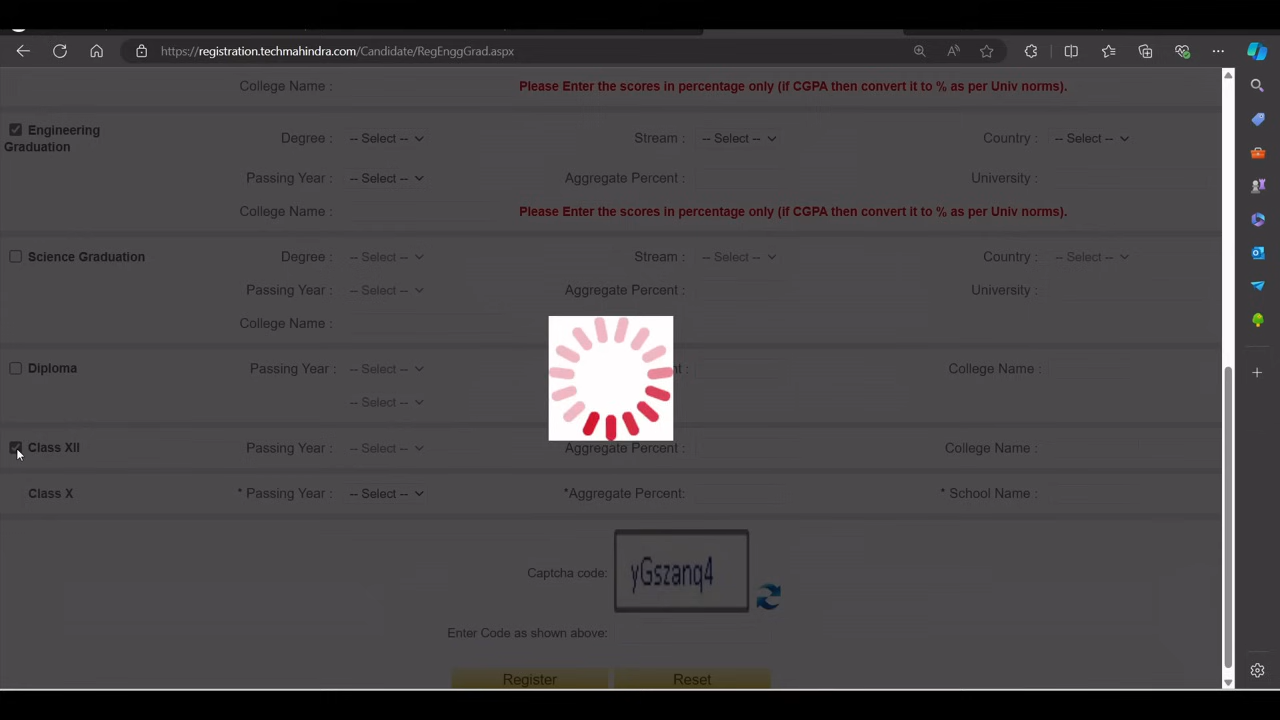 https://registration.techmahindra.com/Candidate/RegEnggGrad.aspx
College Name :
Please Enter the scores in percentage only (if CGPA then convert it to % as per Univ norms).
Engineering Graduation
Degree : -- Select --
Stream : -- Select --
Country : -- Select --
Passing Year : -- Select --
Aggregate Percent :
University :
College Name :
Please Enter the scores in percentage only (if CGPA then convert it to % as per Univ norms).
Science Graduation
Degree : -- Select --
Stream : -- Select --
Country : -- Select --
Passing Year : -- Select --
Aggregate Percent :
University :
College Name :
Diploma
Passing Year : -- Select --
College Name :
-- Select --
Class XII
Passing Year : -- Select --
Aggregate Percent :
College Name :
Class X
* Passing Year : -- Select --
*Aggregate Percent:
* School Name :
Captcha code:
yGszanq4
Enter Code as shown above:
Register
Reset